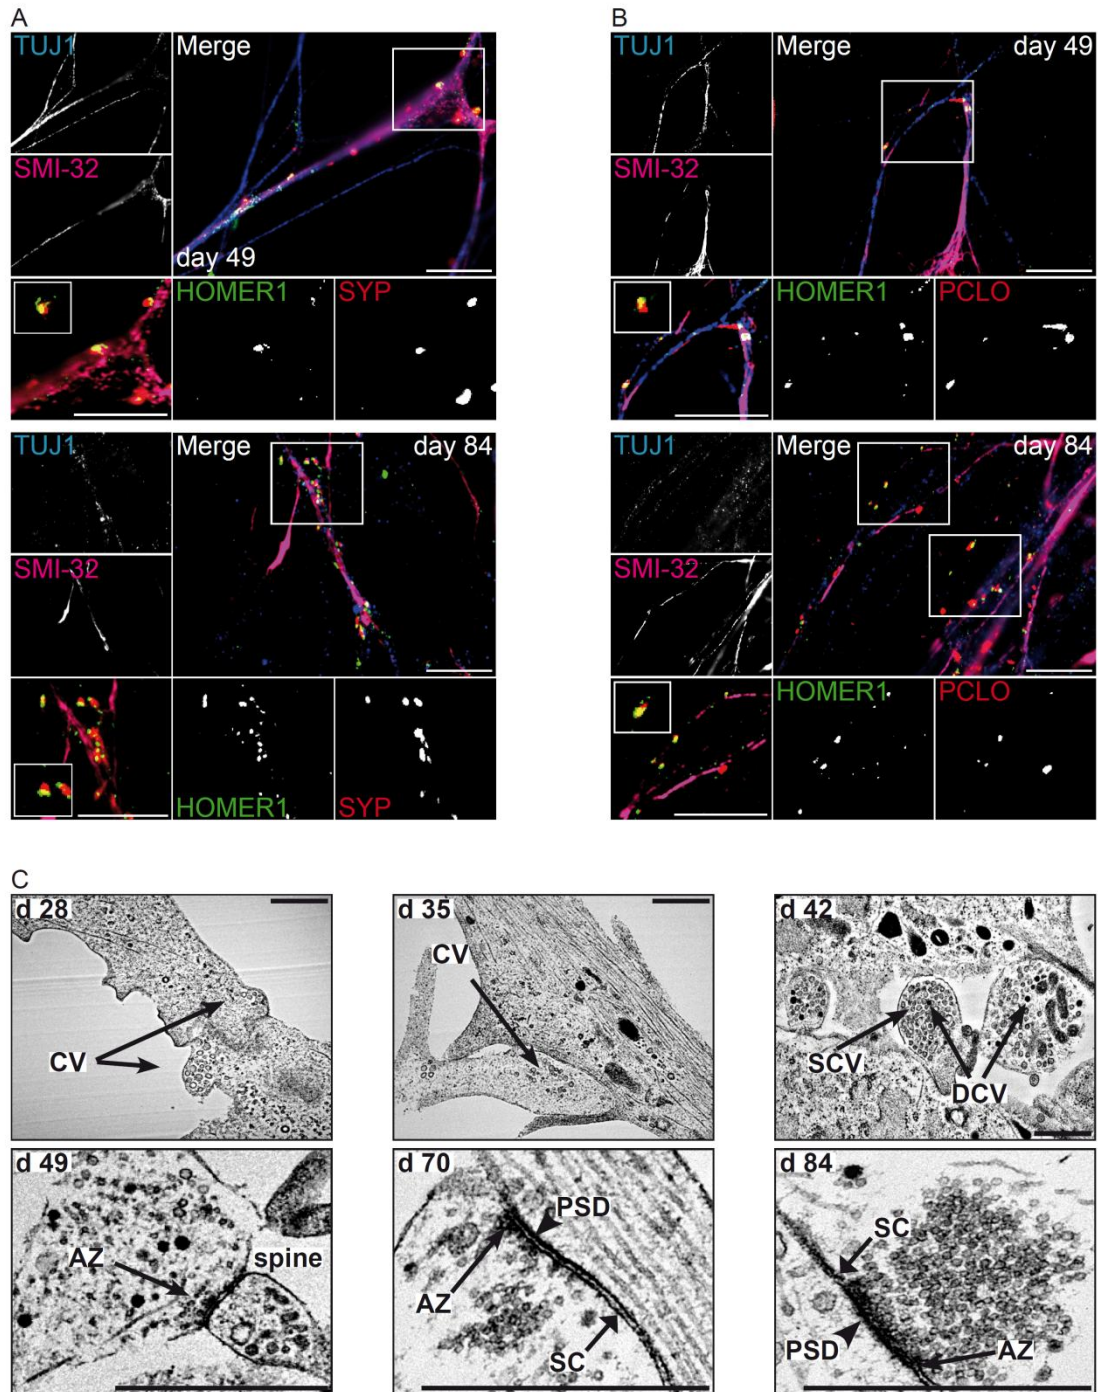 A
TUJ1
Merge
SMI-32
day 49
HOMER1
SYP
TUJ1
Merge
day 84
SMI-32
HOMER1
SYP
B
TUJ1
Merge
day 49
SMI-32
HOMER1
PCLO
TUJ1
Merge
day 84
SMI-32
HOMER1
PCLO
C
d 28
CV
d 35
CV
d 42
SCV
DCV
d 49
AZ
spine
d 70
PSD
AZ
SC
d 84
SC
PSD
AZ